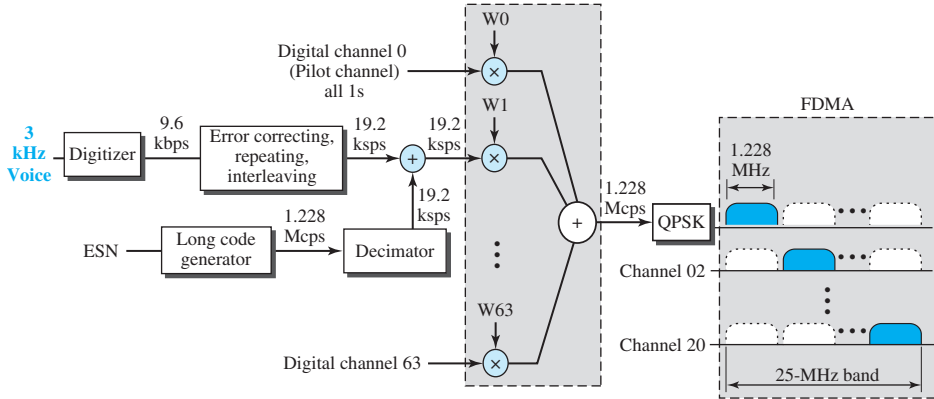 W0
Digital channel 0
(Pilot channel)
all 1s
×
W1
FDMA
3
kHz
Voice
Digitizer
9.6
kbps
Error correcting,
repeating,
interleaving
19.2
ksps
+
19.2
ksps
×
1.228
MHz
19.2
ksps
+
1.228
Mcps
QPSK
ESN
Long code
generator
1.228
Mcps
Decimator
Channel 02
W63
Digital channel 63
×
Channel 20
25-MHz band